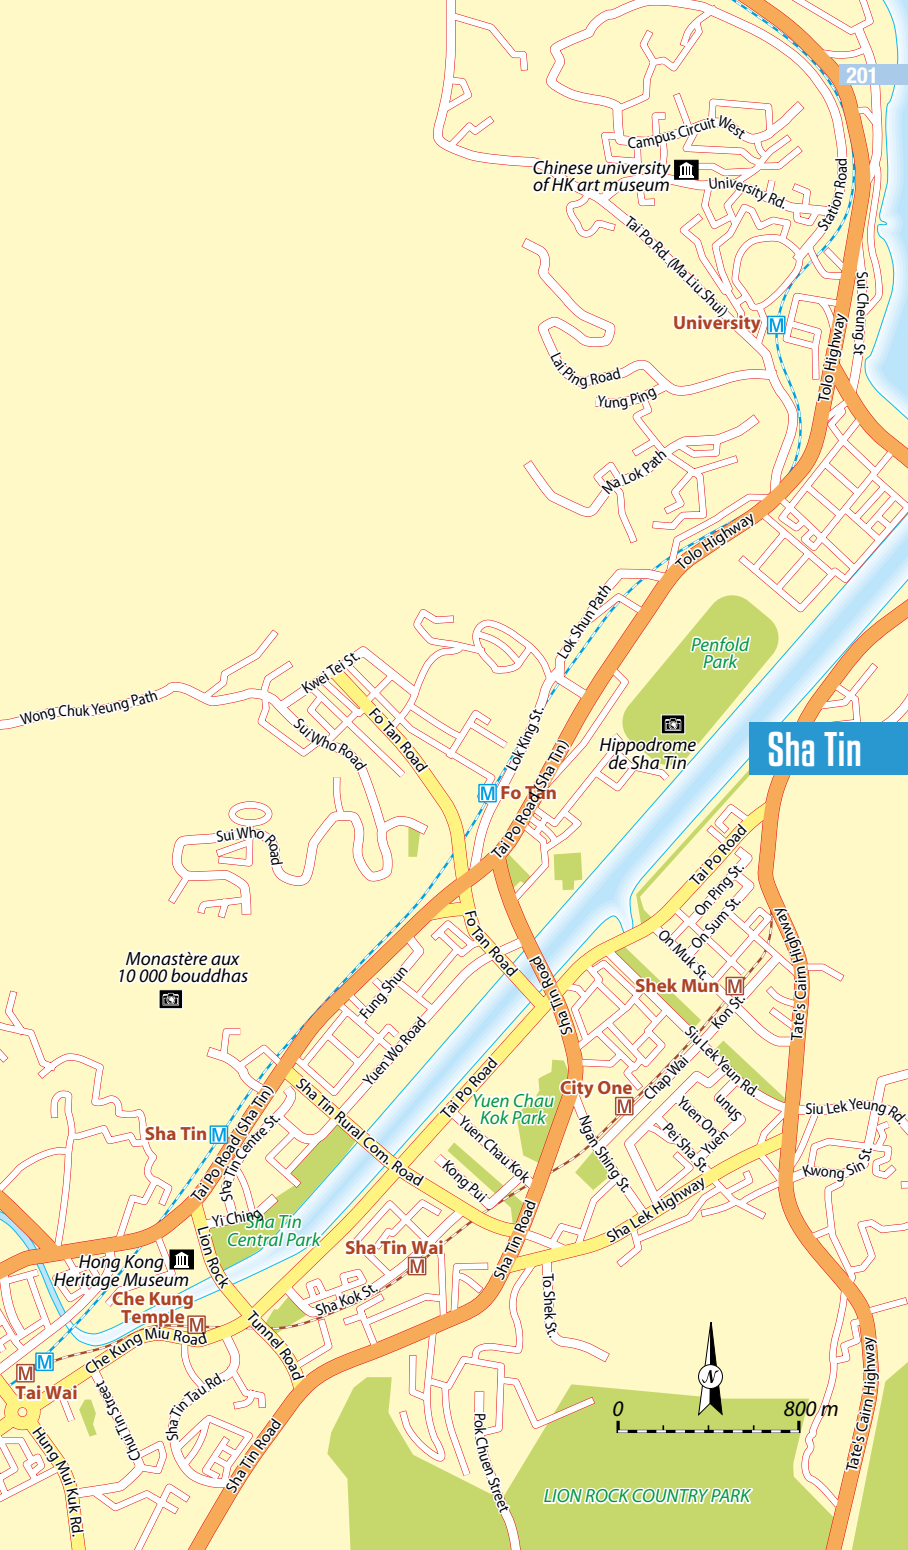 201
Campus Circuit West
Chinese university
of HK art museum
University Rd.
Station Road
Tai Po Rd. (Ma Liu Shui)
Sui Cheung St.
University
M
Tolo Highway
Lai Ping Road
Yung Ping
Ma Lok Path
Tolo Highway
Lok Shun Path
Penfold
Park
Kwei Tei St.
Wong Chuk Yeung Path
Fo Tan Road
Sui Who Road
Lok King St.
Hippodrome
de Sha Tin
Sha Tin
M
Fo Tan
Tai Po Road (Sha Tin)
Sui Who Road
Tai Po Road
On Ping St.
On Sum St.
On Muk St.
Tate's Cairn Highway
Fo Tan Road
Sha Tin Road
Monastère aux
10 000 bouddhas
Fung Shun
Shek Mun
M
Kon St.
Yuen Wo Road
Siu Lek Yeun Rd.
Chap Wai
Tai Po Road
City One
M
Yuen Chau
Kok Park
Sha Tin Rural Com. Road
Yuen Chau Kok
Kong Pui
Ngan Shing St.
Yuen On
Shun
Yuen
Pei Sha St.
Siu Lek Yeung Rd.
Kwong Sin St.
Sha Tin
M
Tai Po Road (Sha Tin)
Sha Tin Centre St.
Yi Ching
Sha Tin
Central Park
Lion Rock
Tunnel Road
Sha Lek Highway
Sha Tin Road
Sha Tin Wai
M
Hong Kong
Heritage Museum
Che Kung
Temple
M
Sha Kok St.
To Shek St.
Che Kung Miu Road
M
M
Tai Wai
Chui Tin Street
Sha Tin Tau Rd.
Hung Mui Kuk Rd.
Sha Tin Road
Pok Chuen Street
N
0
800 m
Tate's Cairn Highway
LION ROCK COUNTRY PARK